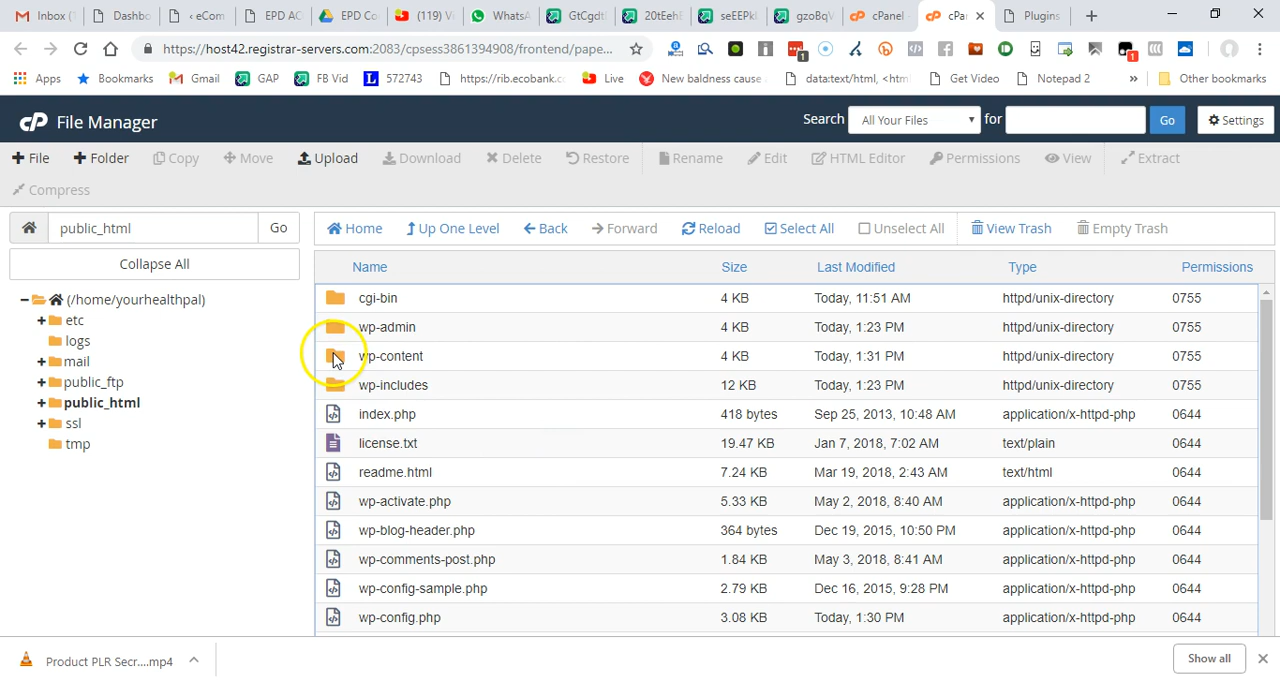 Inbox ( Dashbo ‹ eCom EPD AC EPD Co (119) V WhatsA GtCgdt 20tEehE seEEPkl gzoBqV cPanel - cPan Plugins
https://host42.registrar-servers.com:2083/cpsess3861394908/frontend/pape...
Apps Bookmarks Gmail GAP FB Vid 572743 https://rib.ecobank.c Live New baldness cause data:text/html, <htm Get Video Notepad 2 » Other bookmarks
cP File Manager Search All Your Files for Go Settings
File Folder Copy Move Upload Download Delete Restore Rename Edit HTML Editor Permissions View Extract
Compress
public_html Go Home Up One Level Back Forward Reload Select All Unselect All View Trash Empty Trash
Collapse All
Name Size Last Modified Type Permissions
(/home/yourhealthpal)
etc
logs
mail
public_ftp
public_html
ssl
tmp
cgi-bin 4 KB Today, 11:51 AM httpd/unix-directory 0755
wp-admin 4 KB Today, 1:23 PM httpd/unix-directory 0755
wp-content 4 KB Today, 1:31 PM httpd/unix-directory 0755
wp-includes 12 KB Today, 1:23 PM httpd/unix-directory 0755
index.php 418 bytes Sep 25, 2013, 10:48 AM application/x-httpd-php 0644
license.txt 19.47 KB Jan 7, 2018, 7:02 AM text/plain 0644
readme.html 7.24 KB Mar 19, 2018, 2:43 AM text/html 0644
wp-activate.php 5.33 KB May 2, 2018, 8:40 AM application/x-httpd-php 0644
wp-blog-header.php 364 bytes Dec 19, 2015, 10:50 PM application/x-httpd-php 0644
wp-comments-post.php 1.84 KB May 3, 2018, 8:41 AM application/x-httpd-php 0644
wp-config-sample.php 2.79 KB Dec 16, 2015, 9:28 PM application/x-httpd-php 0644
wp-config.php 3.08 KB Today, 1:30 PM application/x-httpd-php 0644
Product PLR Secr....mp4 Show all